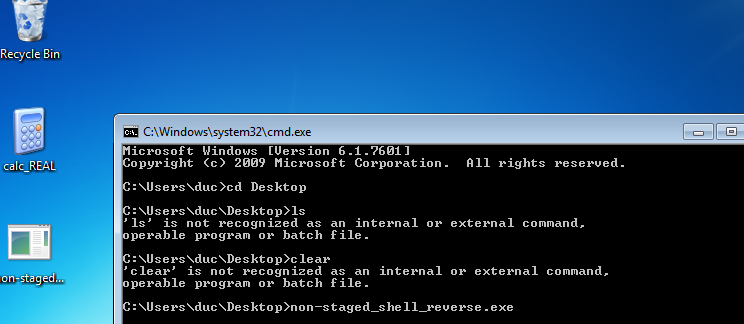 Recycle Bin
calc_REAL
on-staged...
C:\Windows\system32\cmd.exe
Microsoft Windows [Version 6.1.7601]
Copyright (c) 2009 Microsoft Corporation.  All rights reserved.
C:\Users\duc>cd Desktop
C:\Users\duc\Desktop>ls
'ls' is not recognized as an internal or external command,
operable program or batch file.
C:\Users\duc\Desktop>clear
'clear' is not recognized as an internal or external command,
operable program or batch file.
C:\Users\duc\Desktop>non-staged_shell_reverse.exe